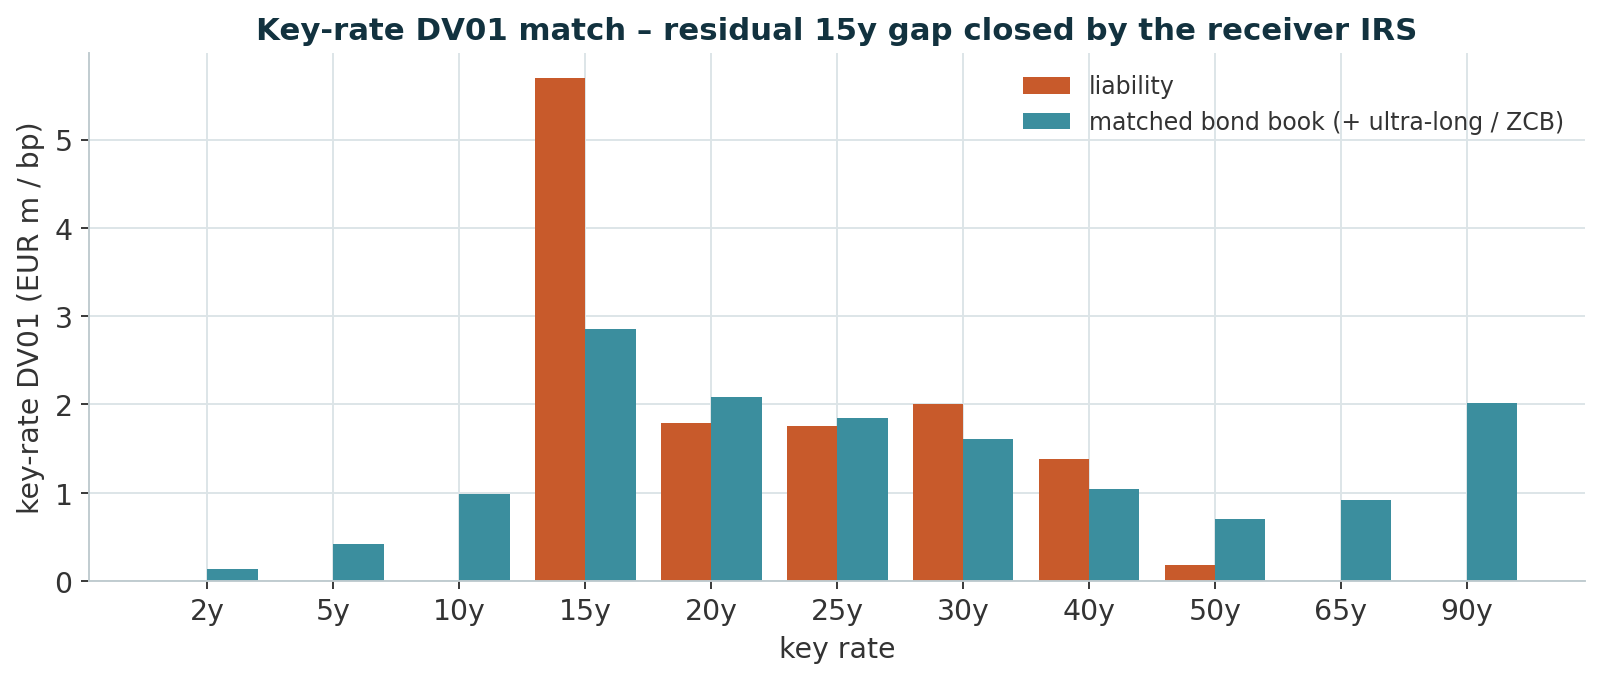 Key-rate DV01 match – residual 15y gap closed by the receiver IRS
liability
matched bond book (+ ultra-long / ZCB)
key-rate DV01 (EUR m / bp)
5
4
3
2
1
0
2y 5y 10y 15y 20y 25y 30y 40y 50y 65y 90y
key rate